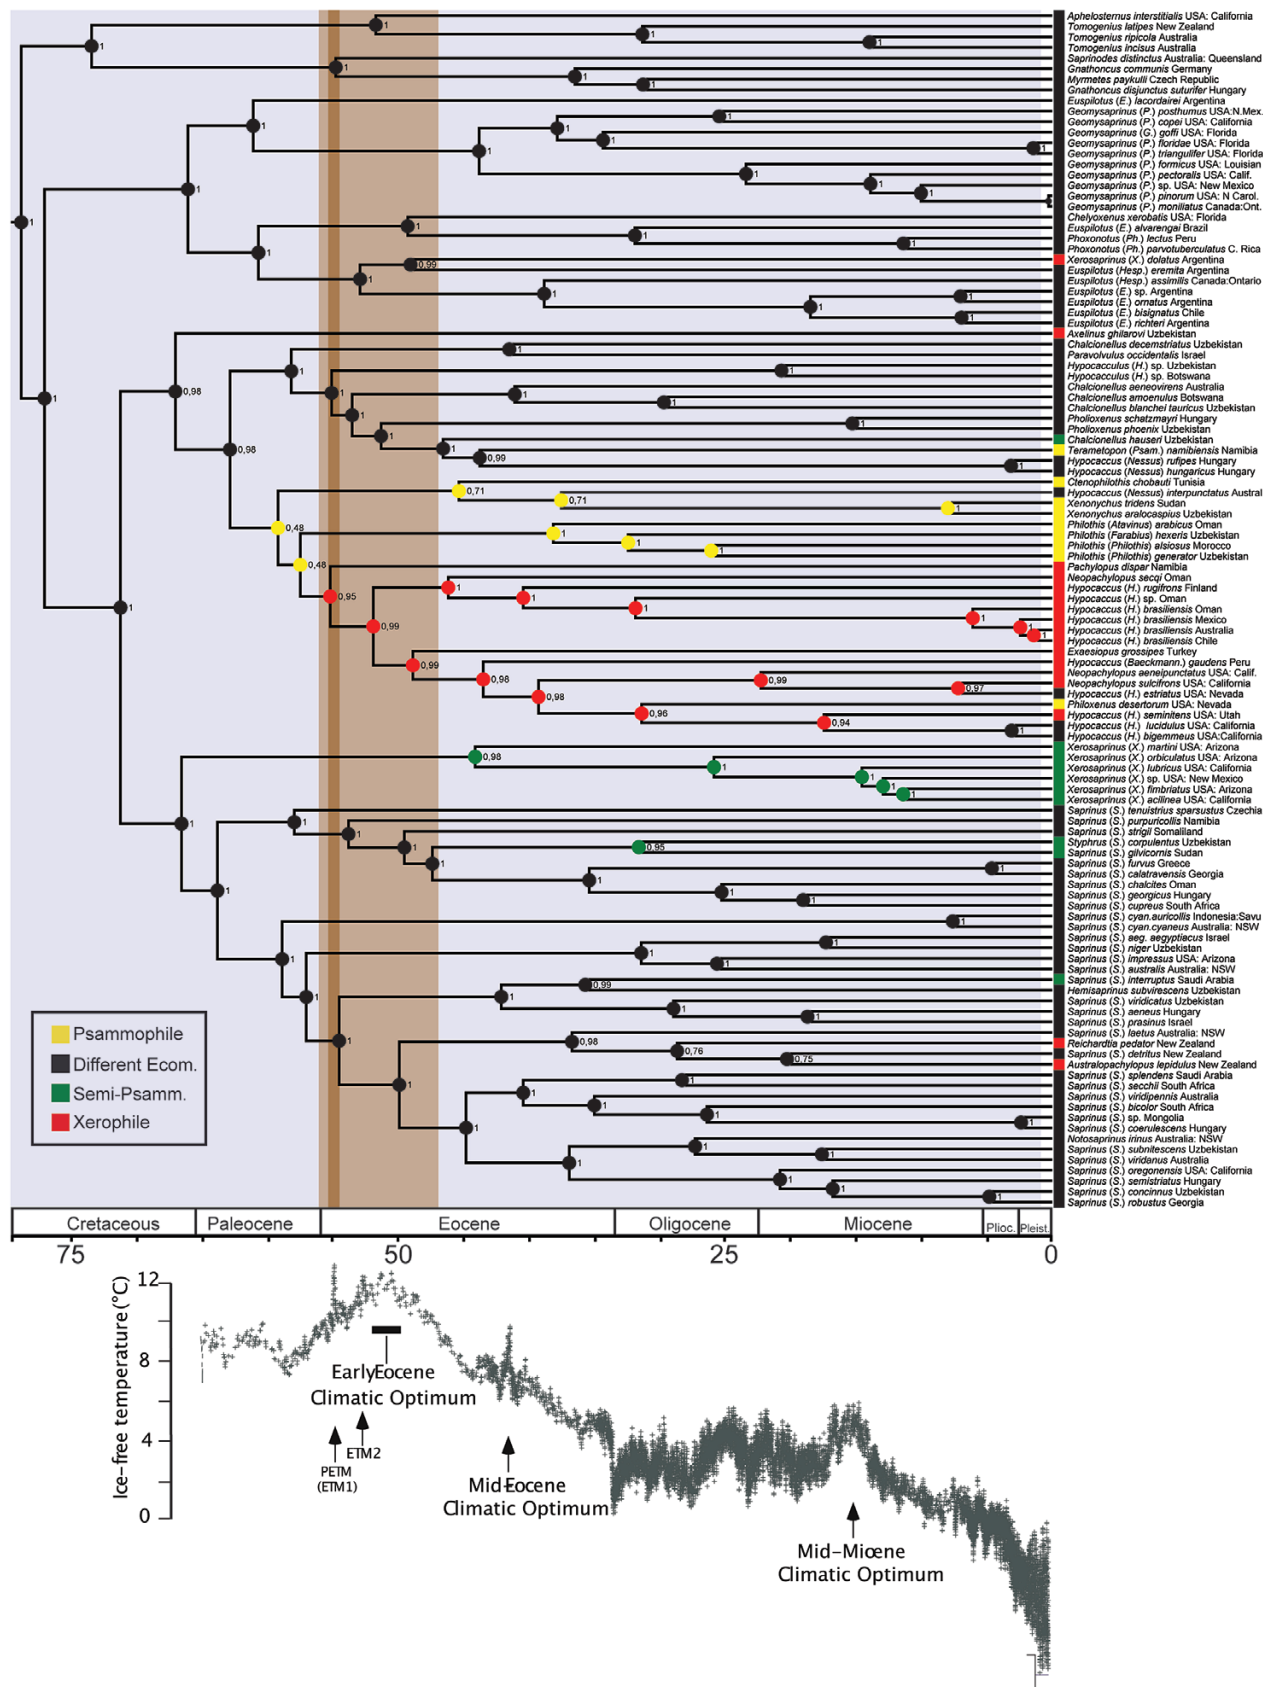 Aphelosternus interstitialis USA: California
Tomogenius latipes New Zealand
Tomogenius ripicola Australia
Tomogenius incisus Australia
Saprinodes distinctus Australia: Queensland
Gnathoncus communis Germany
Myrmetes paykulli Czech Republic
Gnathoncus disjunctus suturifer Hungary
Euspilotus (E.) lacordairei Argentina
Geomysaprinus (P.) posthumus USA:N.Mex.
Geomysaprinus (P.) copei USA: California
Geomysaprinus (G.) goffi USA: Florida
Geomysaprinus (P.) floridae USA: Florida
Geomysaprinus (P.) triangulifer USA: Florida
Geomysaprinus (P.) formicus USA: Louisian
Geomysaprinus (P.) pectoralis USA: Calif.
Geomysaprinus (P.) sp. USA: New Mexico
Geomysaprinus (P.) pinorum USA: N Carol.
Geomysaprinus (P.) moniliatus Canada:Ont.
Chelyoxenus xerobatis USA: Florida
Euspilotus (E.) alvarengai Brazil
Phoxonotus (Ph.) lectus Peru
Phoxonotus (Ph.) parvotuberculatus C. Rica
Xerosaprinus (X.) dolatus Argentina
Euspilotus (Hesp.) eremita Argentina
Euspilotus (Hesp.) assimilis Canada:Ontario
Euspilotus (E.) sp. Argentina
Euspilotus (E.) ornatus Argentina
Euspilotus (E.) bisignatus Chile
Euspilotus (E.) richteri Argentina
Axelinus ghilarovi Uzbekistan
Chalcionellus decemstriatus Uzbekistan
Paravolvulus occidentalis Israel
Hypocacculus (H.) sp. Uzbekistan
Hypocacculus (H.) sp. Botswana
Chalcionellus aeneovirens Australia
Chalcionellus amoenulus Botswana
Chalcionellus blanchei tauricus Uzbekistan
Pholioxenus schatzmayri Hungary
Pholioxenus phoenix Uzbekistan
Chalcionellus hauseri Uzbekistan
Terametopon (Psam.) namibiensis Namibia
Hypocaccus (Nessus) rufipes Hungary
Hypocaccus (Nessus) hungaricus Hungary
Ctenophilothis chobauti Tunisia
Hypocaccus (Nessus) interpunctatus Austral
Xenonychus tridens Sudan
Xenonychus aralocaspius Uzbekistan
Philothis (Atavinus) arabicus Oman
Philothis (Farabius) hexeris Uzbekistan
Philothis (Philothis) alsiosus Morocco
Philothis (Philothis) generator Uzbekistan
Pachylopus dispar Namibia
Neopachylopus secqi Oman
Hypocaccus (H.) rugifrons Finland
Hypocaccus (H.) sp. Oman
Hypocaccus (H.) brasiliensis Oman
Hypocaccus (H.) brasiliensis Mexico
Hypocaccus (H.) brasiliensis Australia
Hypocaccus (H.) brasiliensis Chile
Exaesiopus grossipes Turkey
Hypocaccus (Baeckmann.) gaudens Peru
Neopachylopus aeneipunctatus USA: Calif.
Neopachylopus sulcifrons USA: California
Hypocaccus (H.) estriatus USA: Nevada
Philoxenus desertorum USA: Nevada
Hypocaccus (H.) seminitens USA: Utah
Hypocaccus (H.) lucidulus USA: California
Hypocaccus (H.) bigemmeus USA:California
Xerosaprinus (X.) martini USA: Arizona
Xerosaprinus (X.) orbiculatus USA: Arizona
Xerosaprinus (X.) lubricus USA: California
Xerosaprinus (X.) sp. USA: New Mexico
Xerosaprinus (X.) fimbriatus USA: Arizona
Xerosaprinus (X.) acilinea USA: California
Saprinus (S.) tenuistrius sparsustus Czechia
Saprinus (S.) purpuricollis Namibia
Saprinus (S.) strigil Somaliland
Styphrus (S.) corpulentus Uzbekistan
Saprinus (S.) gilvicornis Sudan
Saprinus (S.) furvus Greece
Saprinus (S.) calatravensis Georgia
Saprinus (S.) chalcites Oman
Saprinus (S.) georgicus Hungary
Saprinus (S.) cupreus South Africa
Saprinus (S.) cyan.auricollis Indonesia:Savu
Saprinus (S.) cyan.cyaneus Australia: NSW
Saprinus (S.) aeg. aegyptiacus Israel
Saprinus (S.) niger Uzbekistan
Saprinus (S.) impressus USA: Arizona
Saprinus (S.) australis Australia: NSW
Saprinus (S.) interruptus Saudi Arabia
Hemisaprinus subvirescens Uzbekistan
Saprinus (S.) viridicatus Uzbekistan
Saprinus (S.) aeneus Hungary
Saprinus (S.) prasinus Israel
Saprinus (S.) laetus Australia: NSW
Reichardtia pedator New Zealand
Saprinus (S.) detritus New Zealand
Australopachylopus lepidulus New Zealand
Saprinus (S.) splendens Saudi Arabia
Saprinus (S.) secchii South Africa
Saprinus (S.) viridipennis Australia
Saprinus (S.) bicolor South Africa
Saprinus (S.) sp. Mongolia
Saprinus (S.) coerulescens Hungary
Notosaprinus irinus Australia: NSW
Saprinus (S.) subnitescens Uzbekistan
Saprinus (S.) viridanus Australia
Saprinus (S.) oregonensis USA: California
Saprinus (S.) semistriatus Hungary
Saprinus (S.) concinnus Uzbekistan
Saprinus (S.) robustus Georgia
Psammophile
Different Ecom.
Semi-Psamm.
Xerophile
Cretaceous Paleocene Eocene Oligocene Miocene Plioc. Pleist.
75 50 25 0
Ice-free temperature (°C)
12
8
4
0
EarlyEocene
Climatic Optimum
ETM2
PETM
(ETM1)
Mid-Eocene
Climatic Optimum
Mid-Miocene
Climatic Optimum